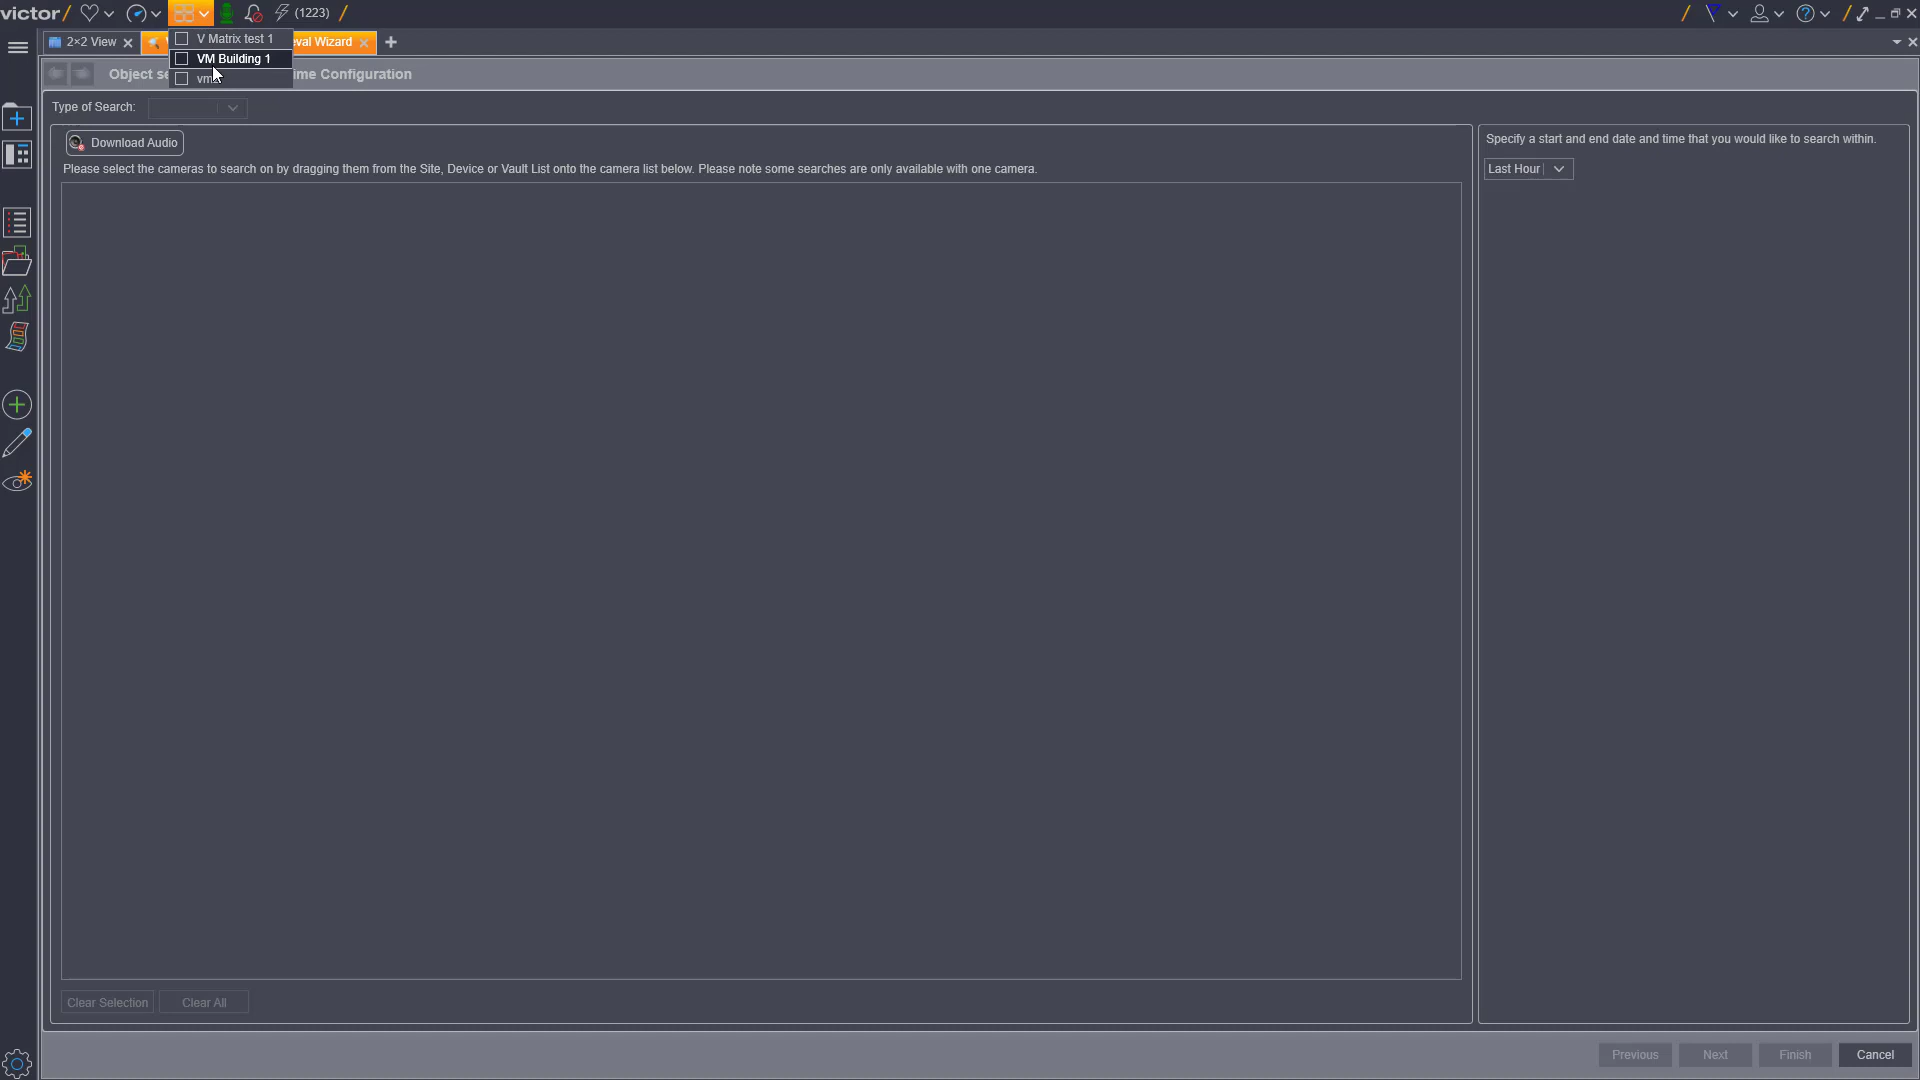 victor
(1223)
2×2 View
eval Wizard
V Matrix test 1
VM Building 1
Object se
ime Configuration
Type of Search:
Download Audio
Please select the cameras to search on by dragging them from the Site, Device or Vault List onto the camera list below. Please note some searches are only available with one camera.
Specify a start and end date and time that you would like to search within.
Last Hour
Clear Selection
Clear All
Previous
Next
Finish
Cancel